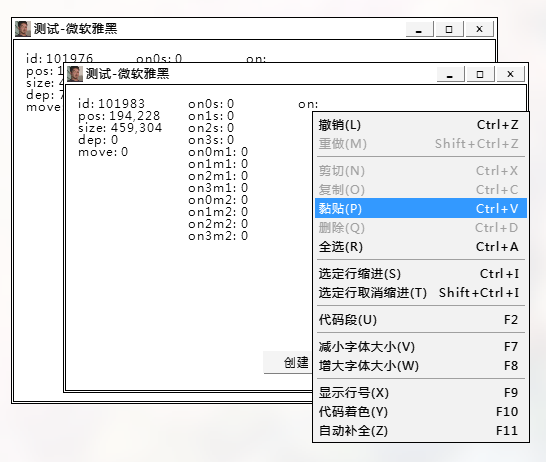 测试-微软雅黑
id: 101976 on0s: 0 on:
pos: 1
size: 4
dep: 7
move
测试-微软雅黑
id: 101983 on0s: 0 on:
pos: 194,228 on1s: 0
size: 459,304 on2s: 0
dep: 0 on3s: 0
move: 0 on0m1: 0
on1m1: 0
on2m1: 0
on3m1: 0
on0m2: 0
on1m2: 0
on2m2: 0
on3m2: 0
创建
撤销(L) Ctrl+Z
重做(M) Shift+Ctrl+Z
剪切(N) Ctrl+X
复制(O) Ctrl+C
黏贴(P) Ctrl+V
删除(Q) Ctrl+D
全选(R) Ctrl+A
选定行缩进(S) Ctrl+I
选定行取消缩进(T) Shift+Ctrl+I
代码段(U) F2
减小字体大小(V) F7
增大字体大小(W) F8
显示行号(X) F9
代码着色(Y) F10
自动补全(Z) F11